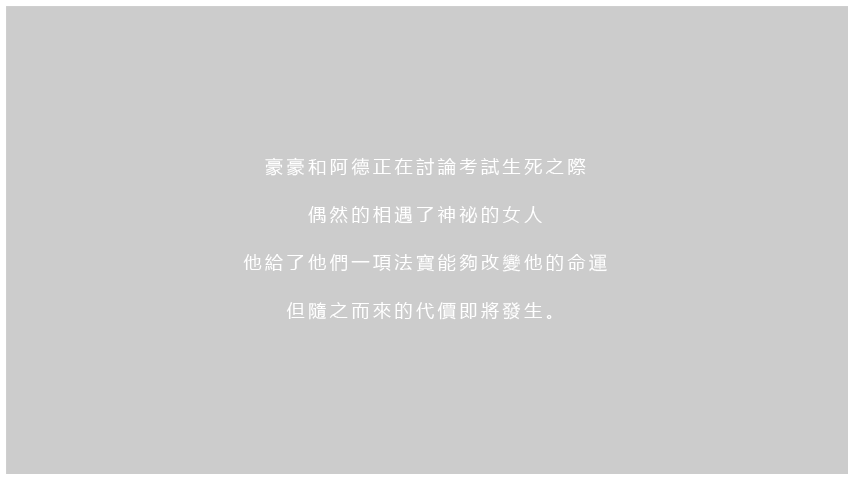 豪豪和阿德正在討論考試生死之際
偶然的相遇了神祕的女人
他給了他們一項法寶能夠改變他的命運
但隨之而來的代價即將發生。